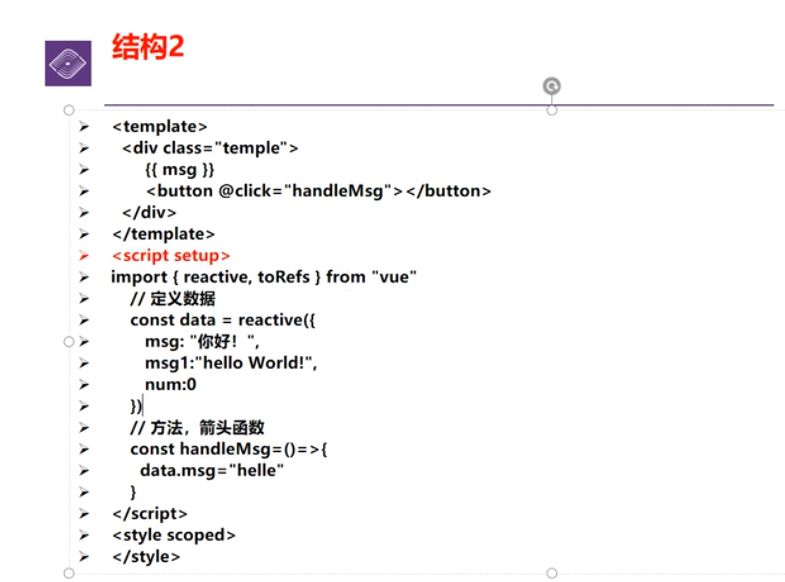 结构2
<template>
<div class="temple">
{{ msg }}
<button @click="handleMsg"></button>
</div>
</template>
<script setup>
import { reactive, toRefs } from "vue"
// 定义数据
const data = reactive({
msg: "你好！",
msg1:"hello World!",
num:0
})
// 方法，箭头函数
const handleMsg=()=>{
data.msg="helle"
}
</script>
<style scoped>
</style>